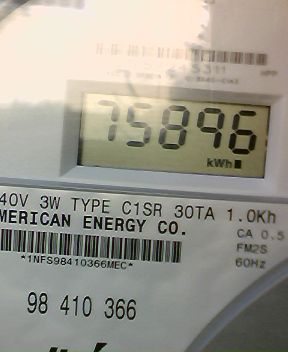 75896
kWh
40V 3W TYPE C1SR 30TA 1.0Kh
MERICAN ENERGY CO.
CA 0.5
FM2S
60Hz
*1NFS98410366MEC*
98 410 366